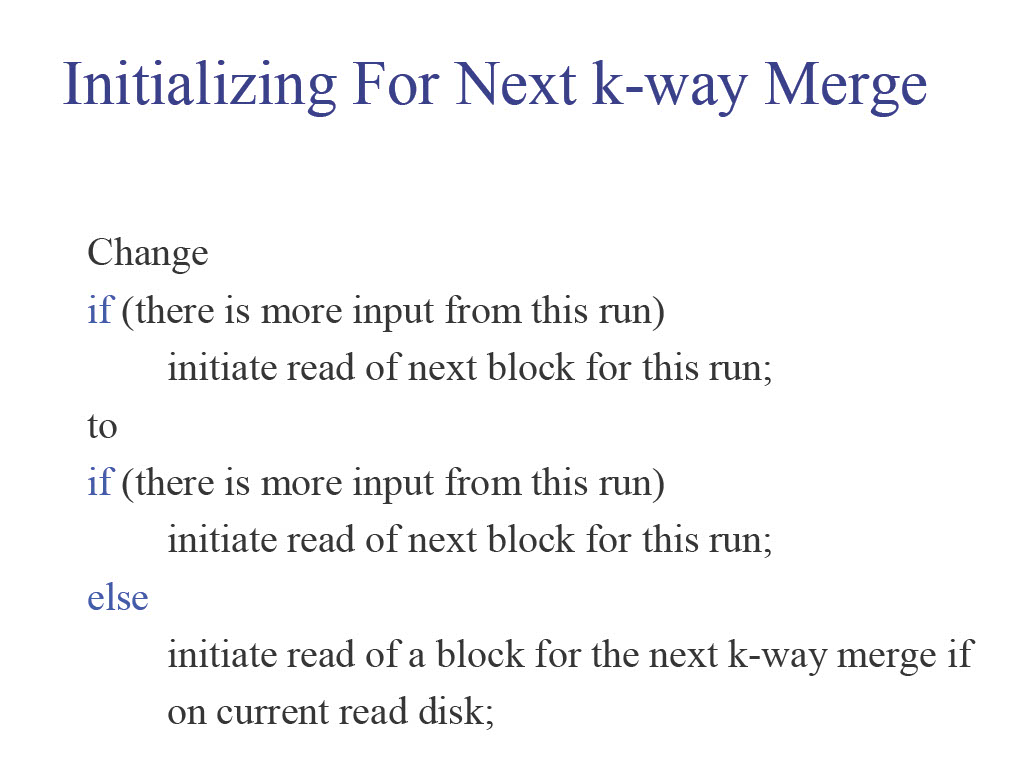 Initializing For Next k-way Merge
Change
if (there is more input from this run)
initiate read of next block for this run;
to
if (there is more input from this run)
initiate read of next block for this run;
else
initiate read of a block for the next k-way merge if
on current read disk;